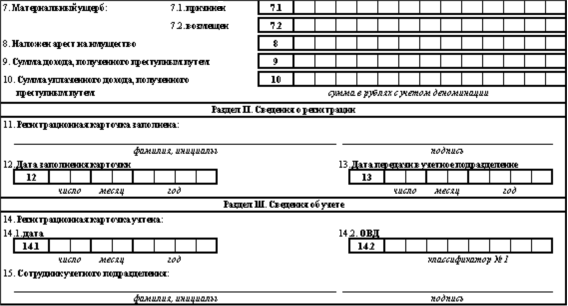 7. Материальный ущерб: 7.1. причинен 7.1
7.2. возмещен 7.2
8. Наложен арест на имущество 8
9. Сумма дохода, полученного преступным путем: 9
10. Сумма уплаченного дохода, полученного 10
преступным путем: сумма в рублях с учетом деноминации
Раздел II. Сведения о регистрации
11. Регистрационная карточка заполнена:
фамилия, инициалы подпись
12. Дата заполнения карточки 13. Дата передачи в учетное подразделение
12 13
число месяц год число месяц год
Раздел III. Сведения об учете
14. Регистрационная карточка учтена:
14.1. дата 14.2. ОВД
14.1 14.2
число месяц год классификатор № 1
15. Сотрудник учетного подразделения:
фамилия, инициалы подпись